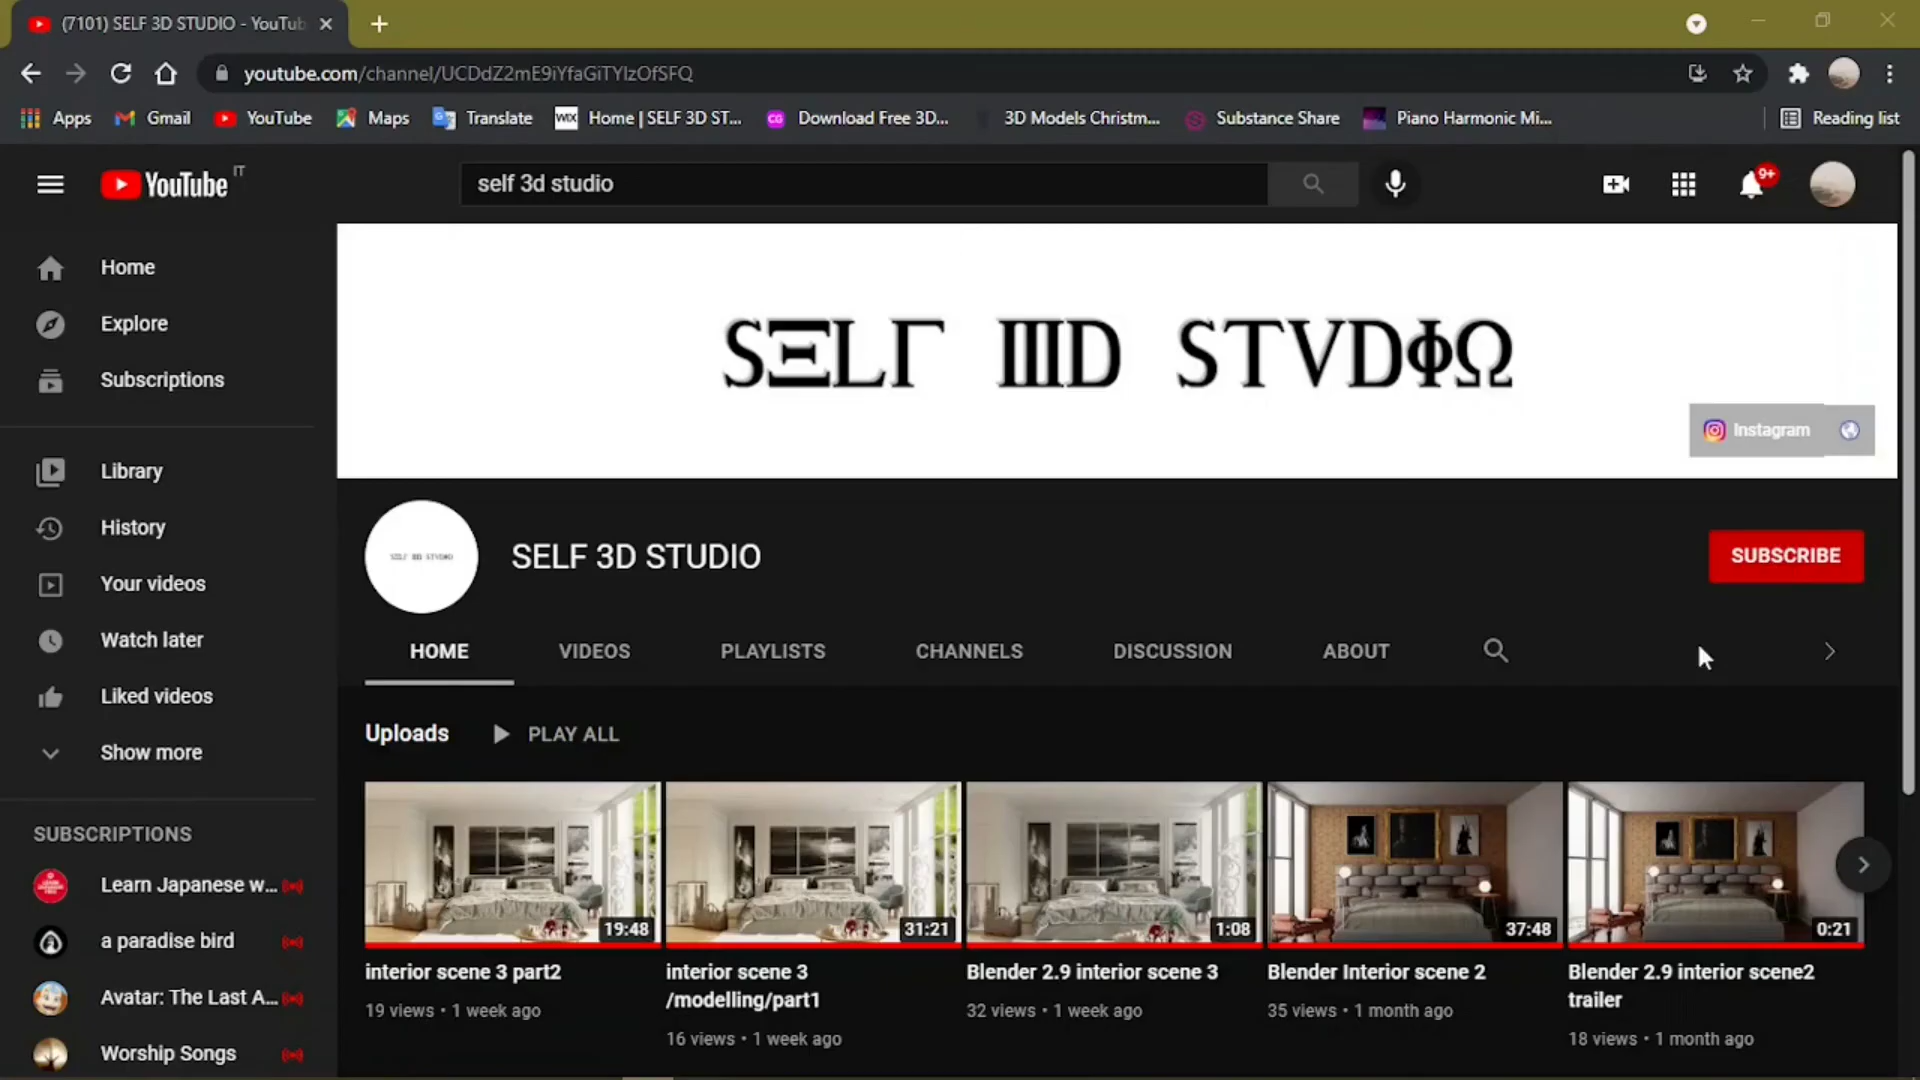 (7101) SELF 3D STUDIO - YouTub
youtube.com/channel/UCDdZ2mE9iYfaGiTYIzOfSFQ
Apps Gmail YouTube Maps Translate WIX Home | SELF 3D ST... CG Download Free 3D... 3D Models Christm... Substance Share Piano Harmonic Mi... Reading list
YouTube IT self 3d studio 9+
Home
Explore
Subscriptions
Library
History
Your videos
Watch later
Liked videos
Show more
SUBSCRIPTIONS
Learn Japanese w...
a paradise bird
Avatar: The Last A...
Worship Songs
SΞLΓ IIID STVDΦΩ
Instagram
SΞLΓ IIID STVDΦΩ
SELF 3D STUDIO
SUBSCRIBE
HOME VIDEOS PLAYLISTS CHANNELS DISCUSSION ABOUT
Uploads PLAY ALL
19:48
interior scene 3 part2
19 views • 1 week ago
31:21
interior scene 3
/modelling/part1
16 views • 1 week ago
1:08
Blender 2.9 interior scene 3
32 views • 1 week ago
37:48
Blender Interior scene 2
35 views • 1 month ago
0:21
Blender 2.9 interior scene2
trailer
18 views • 1 month ago